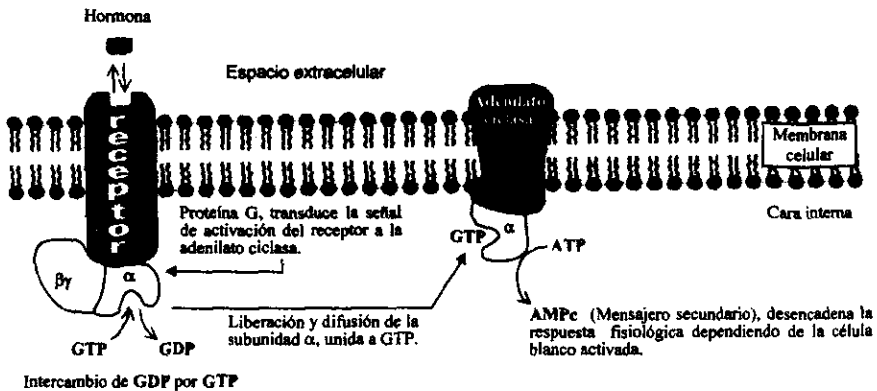 Hormona
Espacio extracelular
receptor
Adenilato
ciclasa
Membrana
celular
Cara interna
Proteína G, transduce la señal
de activación del receptor a la
adenilato ciclasa.
βγ
α
GTP
GDP
Intercambio de GDP por GTP
Liberación y difusión de la
subunidad α, unida a GTP.
GTP
α
ATP
AMPc (Mensajero secundario), desencadena la
respuesta fisiológica dependiendo de la célula
blanco activada.